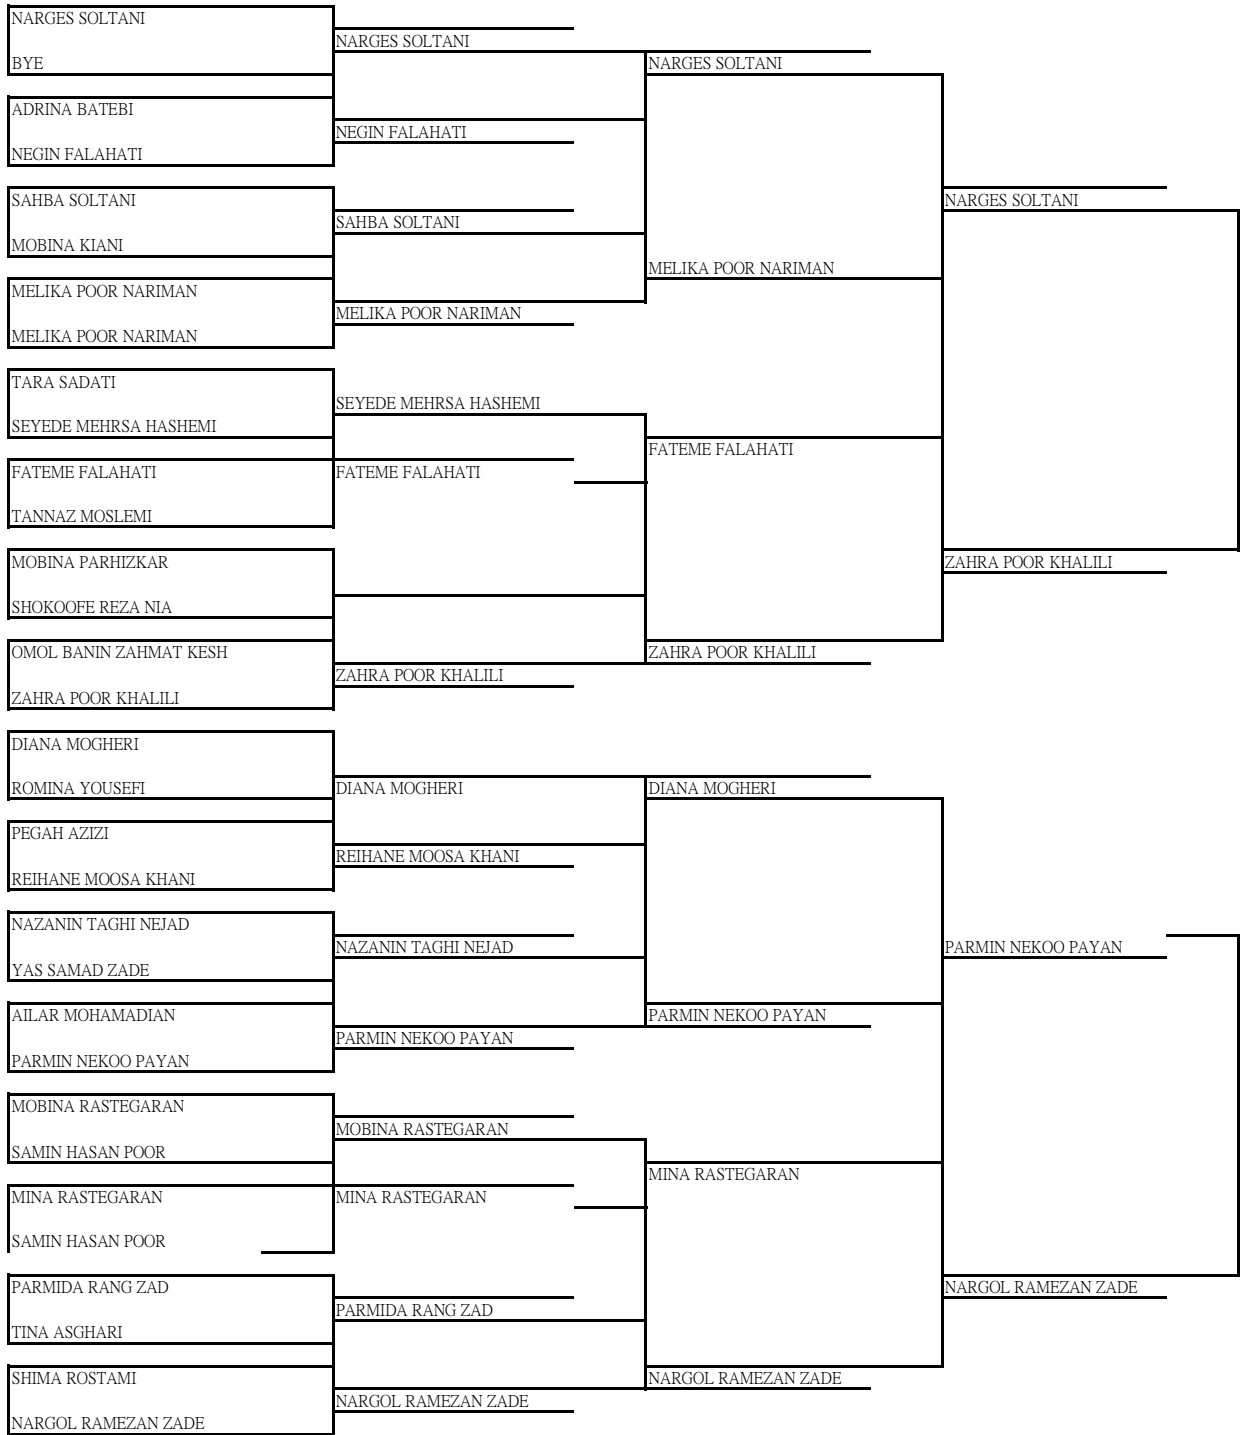 NARGES SOLTANI
BYE
ADRINA BATEBI
NEGIN FALAHATI
SAHBA SOLTANI
MOBINA KIANI
MELIKA POOR NARIMAN
MELIKA POOR NARIMAN
TARA SADATI
SEYEDE MEHRSA HASHEMI
FATEME FALAHATI
TANNAZ MOSLEMI
MOBINA PARHIZKAR
SHOKOOFE REZA NIA
OMOL BANIN ZAHMAT KESH
ZAHRA POOR KHALILI
DIANA MOGHERI
ROMINA YOUSEFI
PEGAH AZIZI
REIHANE MOOSA KHANI
NAZANIN TAGHI NEJAD
YAS SAMAD ZADE
AILAR MOHAMADIAN
PARMIN NEKOO PAYAN
MOBINA RASTEGARAN
SAMIN HASAN POOR
MINA RASTEGARAN
SAMIN HASAN POOR
PARMIDA RANG ZAD
TINA ASGHARI
SHIMA ROSTAMI
NARGOL RAMEZAN ZADE
NARGES SOLTANI
NEGIN FALAHATI
SAHBA SOLTANI
MELIKA POOR NARIMAN
SEYEDE MEHRSA HASHEMI
FATEME FALAHATI
ZAHRA POOR KHALILI
DIANA MOGHERI
REIHANE MOOSA KHANI
NAZANIN TAGHI NEJAD
PARMIN NEKOO PAYAN
MOBINA RASTEGARAN
MINA RASTEGARAN
PARMIDA RANG ZAD
NARGOL RAMEZAN ZADE
NARGES SOLTANI
MELIKA POOR NARIMAN
FATEME FALAHATI
ZAHRA POOR KHALILI
DIANA MOGHERI
PARMIN NEKOO PAYAN
MINA RASTEGARAN
NARGOL RAMEZAN ZADE
NARGES SOLTANI
ZAHRA POOR KHALILI
PARMIN NEKOO PAYAN
NARGOL RAMEZAN ZADE